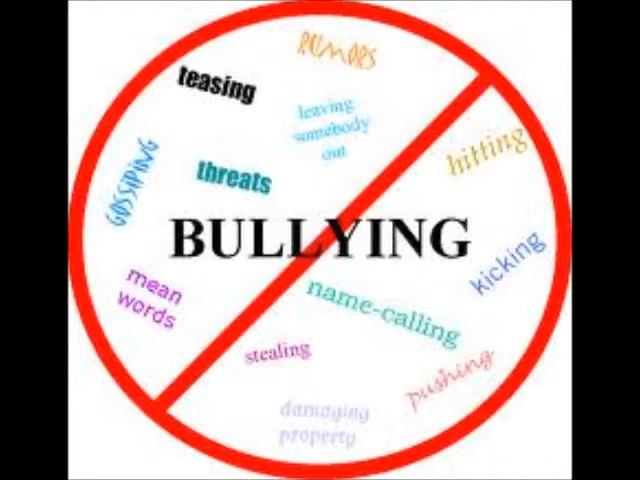 RUMORS
teasing
leaving
somebody
out
hitting
GOSSIPING
threats
BULLYING
kicking
mean
words
name-calling
stealing
pushing
damaging
property